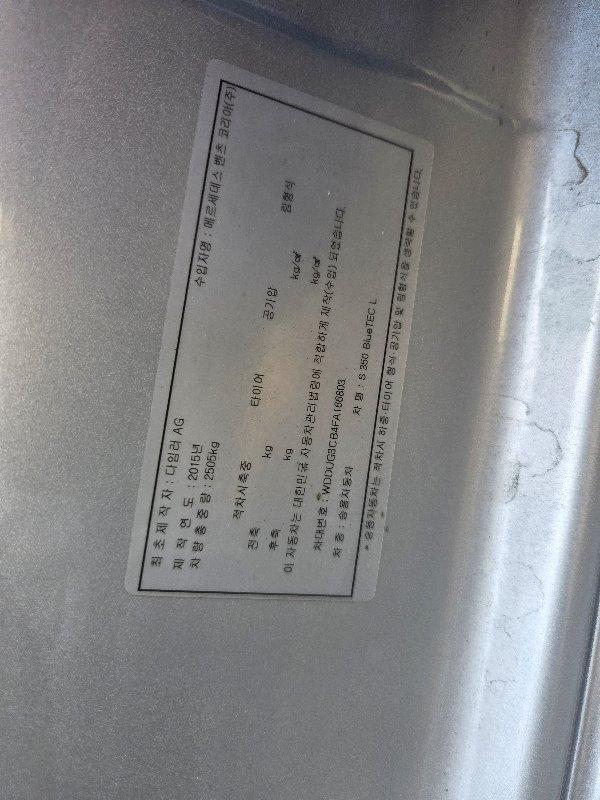 최 초 제 작 자 : 다임러 AG 수입자명 : 메르세데스 벤츠 코리아(주)
제 작 연 도 : 2015년
차 량 총 중 량 : 2505kg
적차시축중 타이어 공기압 림형식
전축 kg kg/㎠
후축 kg kg/㎠
이 자동차는 대한민국 자동차관리법령에 적합하게 제작(수입) 되었습니다.
차대번호 : WDDUG3CB4FA166803
차 종 : 승용자동차 차 명 : S 350 BlueTEC L
* 승용자동차는 적차시 하중·타이어 형식·공기압 및 림형식을 생략할 수 있습니다.